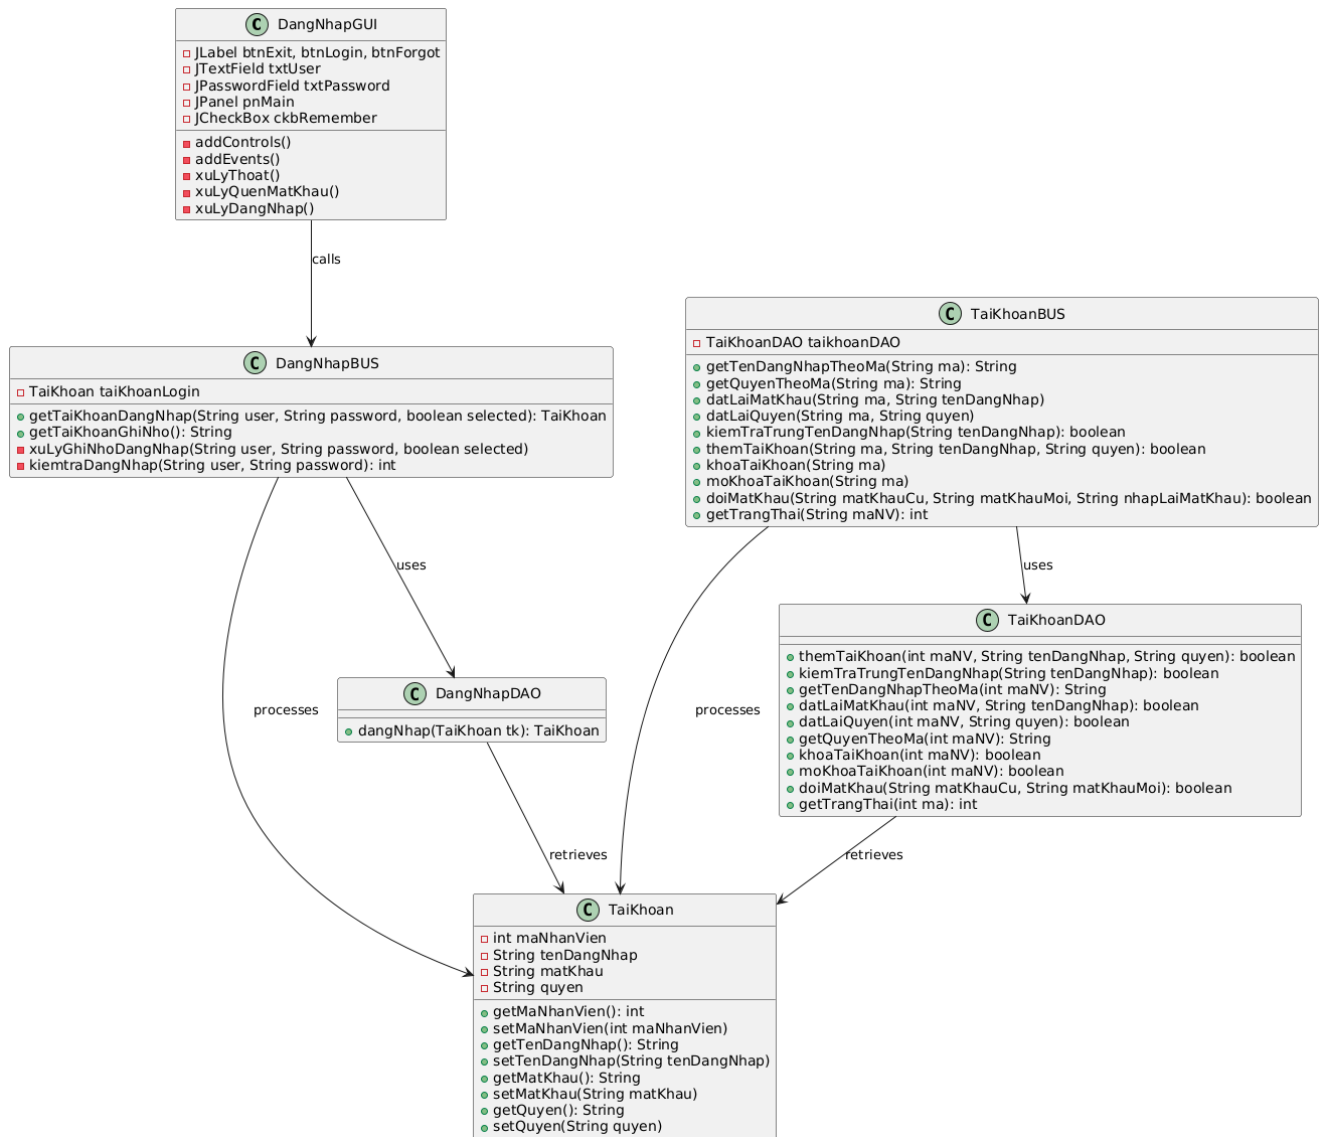 C DangNhapGUI
JLabel btnExit, btnLogin, btnForgot
JTextField txtUser
JPasswordField txtPassword
JPanel pnMain
JCheckBox ckbRemember
addControls()
addEvents()
xuLyThoat()
xuLyQuenMatKhau()
xuLyDangNhap()
calls
C DangNhapBUS
TaiKhoan taiKhoanLogin
getTaiKhoanDangNhap(String user, String password, boolean selected): TaiKhoan
getTaiKhoanGhiNho(): String
xuLyGhiNhoDangNhap(String user, String password, boolean selected)
kiemtraDangNhap(String user, String password): int
C TaiKhoanBUS
TaiKhoanDAO taikhoanDAO
getTenDangNhapTheoMa(String ma): String
getQuyenTheoMa(String ma): String
datLaiMatKhau(String ma, String tenDangNhap)
datLaiQuyen(String ma, String quyen)
kiemTraTrungTenDangNhap(String tenDangNhap): boolean
themTaiKhoan(String ma, String tenDangNhap, String quyen): boolean
khoaTaiKhoan(String ma)
moKhoaTaiKhoan(String ma)
doiMatKhau(String matKhauCu, String matKhauMoi, String nhapLaiMatKhau): boolean
getTrangThai(String maNV): int
uses
uses
processes
processes
C DangNhapDAO
dangNhap(TaiKhoan tk): TaiKhoan
C TaiKhoanDAO
themTaiKhoan(int maNV, String tenDangNhap, String quyen): boolean
kiemTraTrungTenDangNhap(String tenDangNhap): boolean
getTenDangNhapTheoMa(int maNV): String
datLaiMatKhau(int maNV, String tenDangNhap): boolean
datLaiQuyen(int maNV, String quyen): boolean
getQuyenTheoMa(int maNV): String
khoaTaiKhoan(int maNV): boolean
moKhoaTaiKhoan(int maNV): boolean
doiMatKhau(String matKhauCu, String matKhauMoi): boolean
getTrangThai(int ma): int
retrieves
retrieves
C TaiKhoan
int maNhanVien
String tenDangNhap
String matKhau
String quyen
getMaNhanVien(): int
setMaNhanVien(int maNhanVien)
getTenDangNhap(): String
setTenDangNhap(String tenDangNhap)
getMatKhau(): String
setMatKhau(String matKhau)
getQuyen(): String
setQuyen(String quyen)